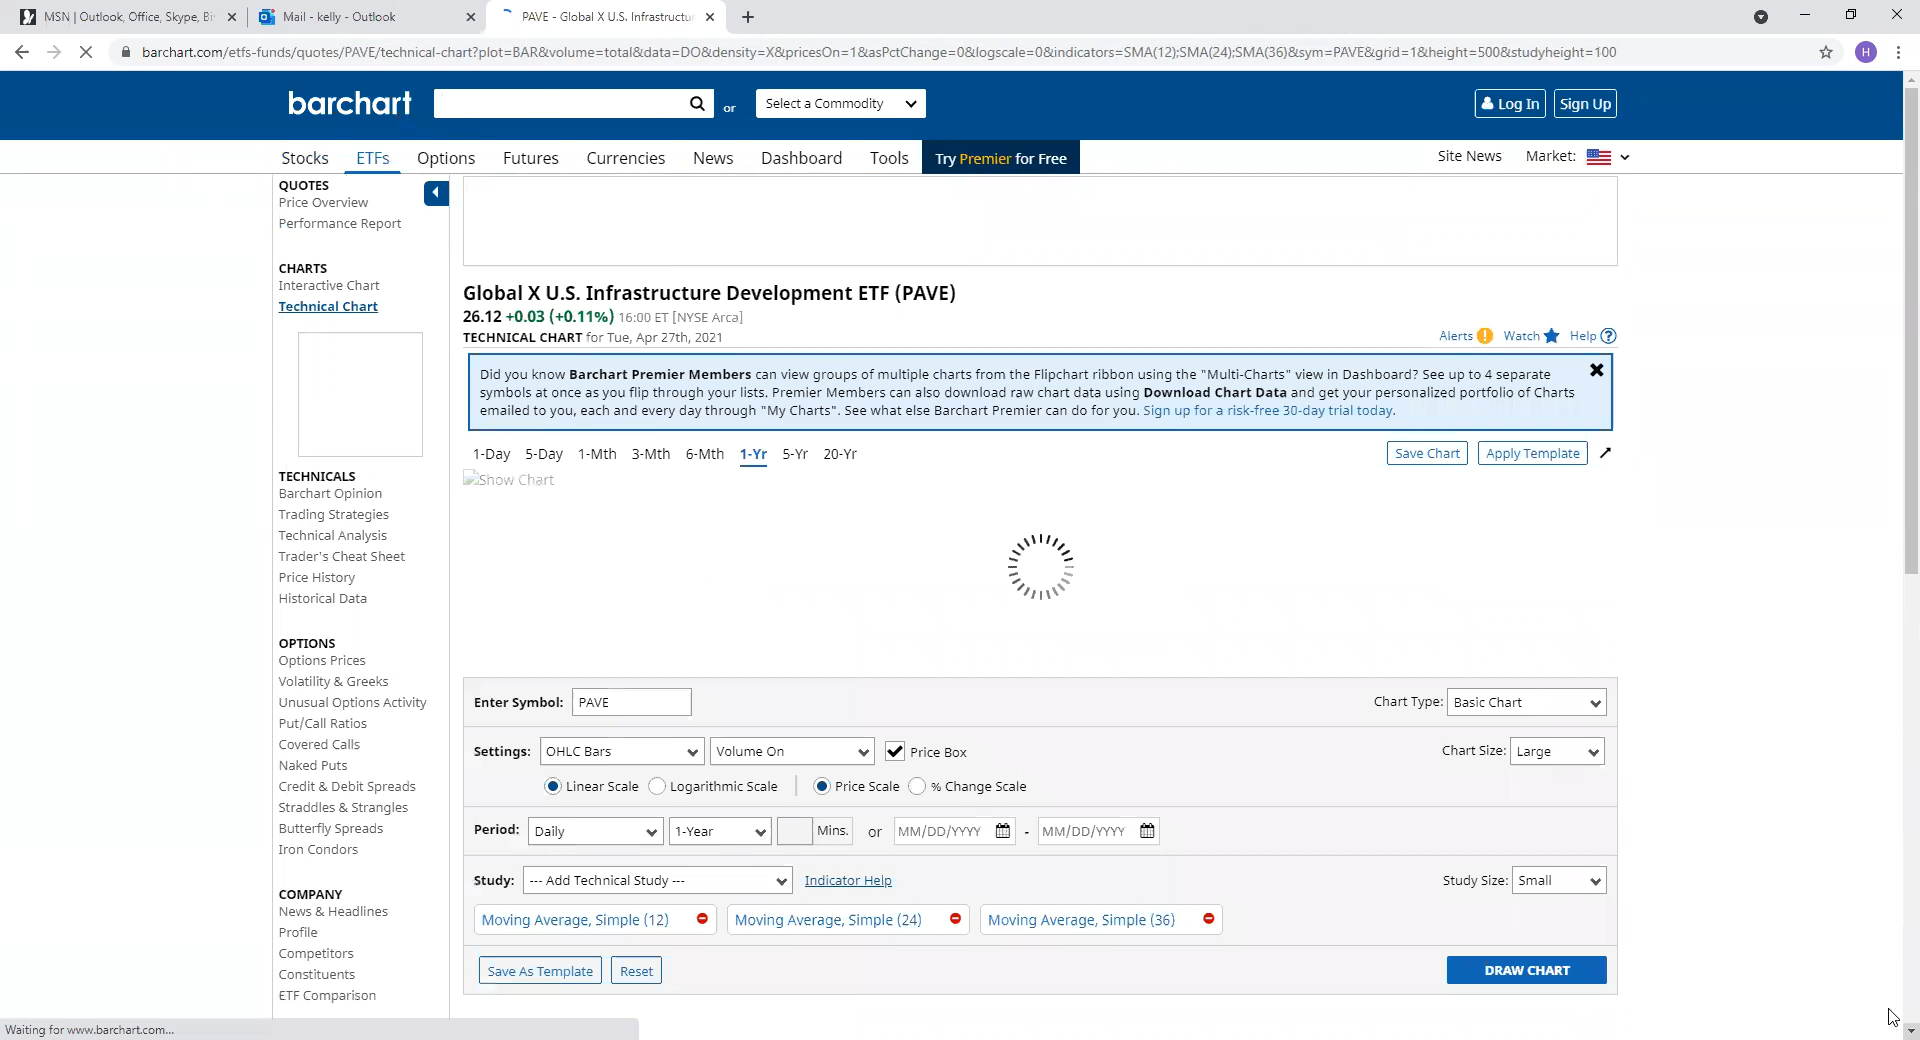 MSN | Outlook, Office, Skype, Bi
Mail - kelly - Outlook
PAVE - Global X U.S. Infrastructu
barchart.com/etfs-funds/quotes/PAVE/technical-chart?plot=BAR&volume=total&data=DO&density=X&pricesOn=1&asPctChange=0&logscale=0&indicators=SMA(12);SMA(24);SMA(36)&sym=PAVE&grid=1&height=500&studyheight=100
H
barchart
or
Select a Commodity
Log In
Sign Up
Stocks
ETFs
Options
Futures
Currencies
News
Dashboard
Tools
Try Premier for Free
Site News
Market:
QUOTES
Price Overview
Performance Report
CHARTS
Interactive Chart
Technical Chart
TECHNICALS
Barchart Opinion
Trading Strategies
Technical Analysis
Trader's Cheat Sheet
Price History
Historical Data
OPTIONS
Options Prices
Volatility & Greeks
Unusual Options Activity
Put/Call Ratios
Covered Calls
Naked Puts
Credit & Debit Spreads
Straddles & Strangles
Butterfly Spreads
Iron Condors
COMPANY
News & Headlines
Profile
Competitors
Constituents
ETF Comparison
Global X U.S. Infrastructure Development ETF (PAVE)
26.12 +0.03 (+0.11%) 16:00 ET [NYSE Arca]
TECHNICAL CHART for Tue, Apr 27th, 2021
Alerts ! Watch Help ?
Did you know Barchart Premier Members can view groups of multiple charts from the Flipchart ribbon using the "Multi-Charts" view in Dashboard? See up to 4 separate
symbols at once as you flip through your lists. Premier Members can also download raw chart data using Download Chart Data and get your personalized portfolio of Charts
emailed to you, each and every day through "My Charts". See what else Barchart Premier can do for you. Sign up for a risk-free 30-day trial today.
1-Day 5-Day 1-Mth 3-Mth 6-Mth 1-Yr 5-Yr 20-Yr
Save Chart
Apply Template
Show Chart
Enter Symbol: PAVE
Chart Type: Basic Chart
Settings: OHLC Bars Volume On Price Box
Chart Size: Large
Linear Scale Logarithmic Scale Price Scale % Change Scale
Period: Daily 1-Year Mins. or MM/DD/YYYY - MM/DD/YYYY
Study: --- Add Technical Study --- Indicator Help
Study Size: Small
Moving Average, Simple (12)
Moving Average, Simple (24)
Moving Average, Simple (36)
Save As Template
Reset
DRAW CHART
Waiting for www.barchart.com...